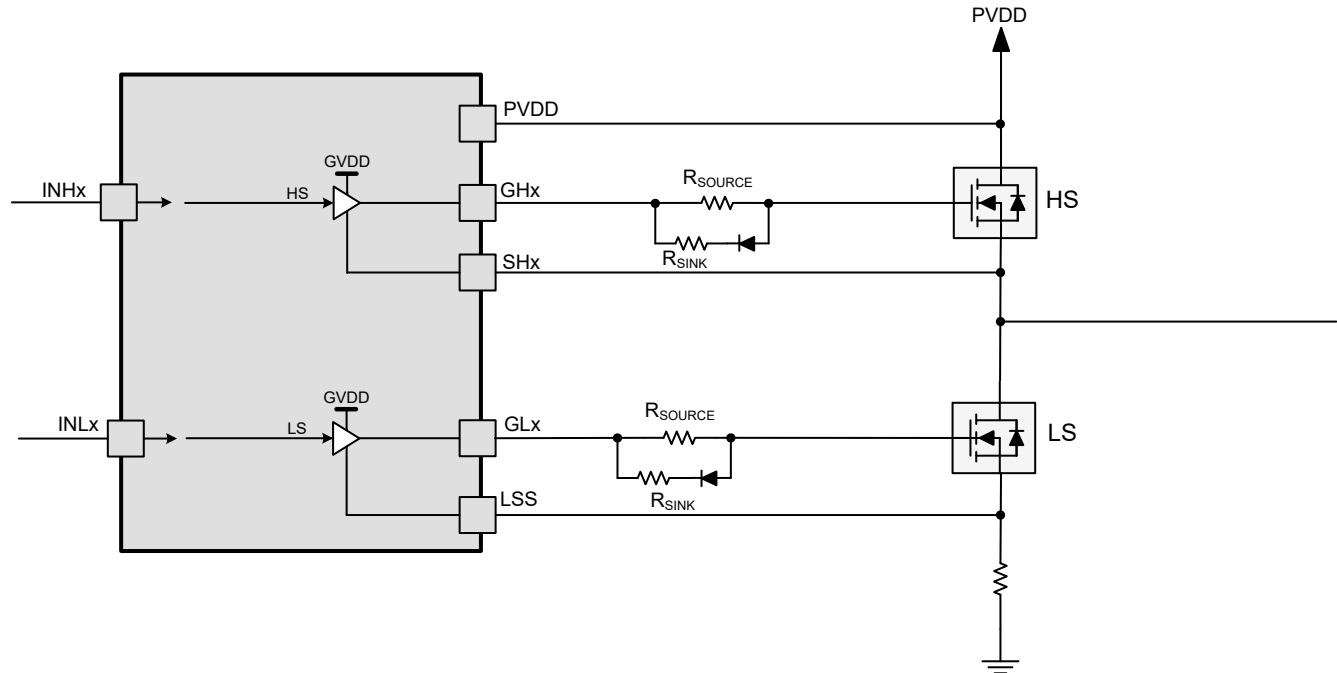 PVDD
PVDD
GVDD
INHx
HS
GHx
RSOURCE
HS
RSINK
SHx
GVDD
INLx
LS
GLx
RSOURCE
LS
RSINK
LSS